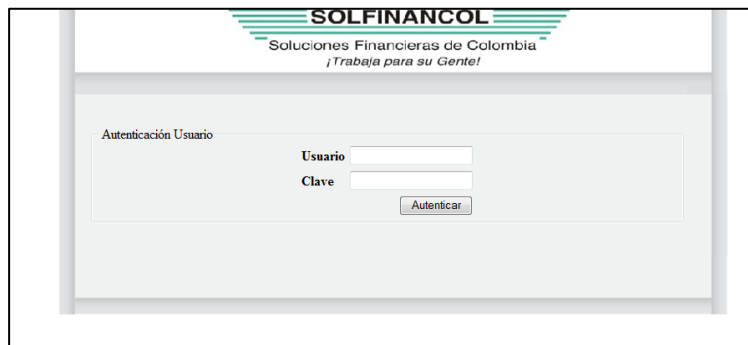 SOLFINANCOL
Soluciones Financieras de Colombia
¡Trabaja para su Gente!
Autenticación Usuario
Usuario
Clave
Autenticar